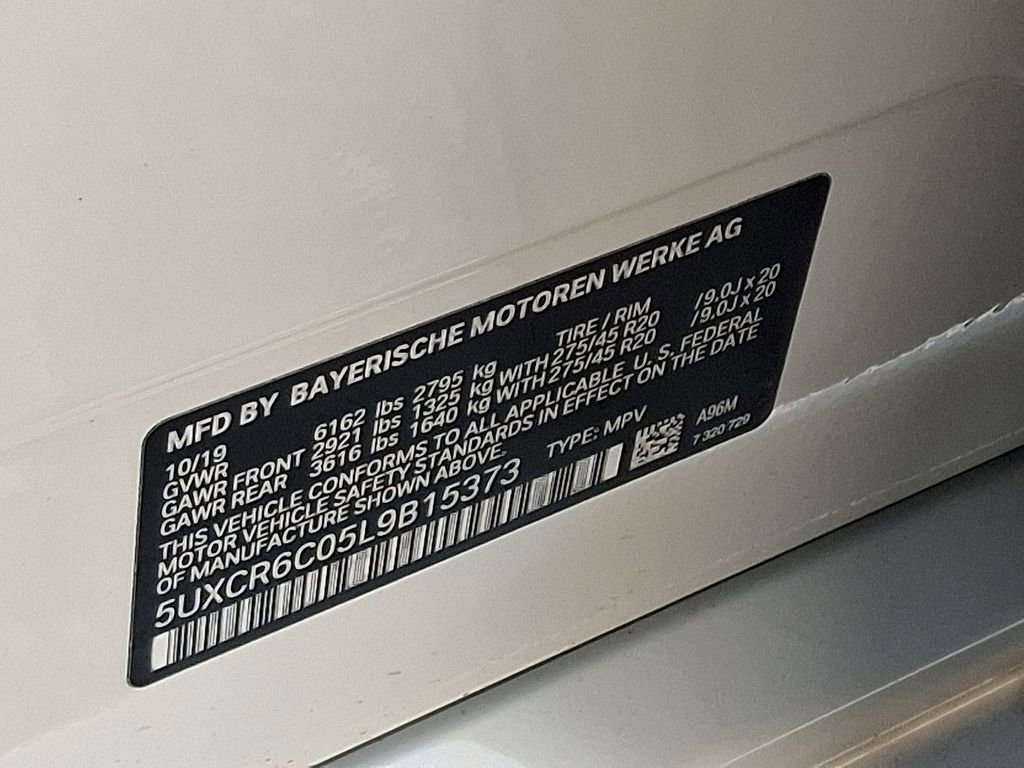 MFD BY BAYERISCHE MOTOREN WERKE AG
10/19 TIRE / RIM
GVWR 6162 lbs 2795 kg
GAWR FRONT 2921 lbs 1325 kg WITH 275/45 R20 /9.0J x 20
GAWR REAR 3616 lbs 1640 kg WITH 275/45 R20 /9.0J x 20
THIS VEHICLE CONFORMS TO ALL APPLICABLE U. S. FEDERAL
MOTOR VEHICLE SAFETY STANDARDS IN EFFECT ON THE DATE
OF MANUFACTURE SHOWN ABOVE.
5UXCR6C05L9B15373 TYPE: MPV A96M
7 320 729